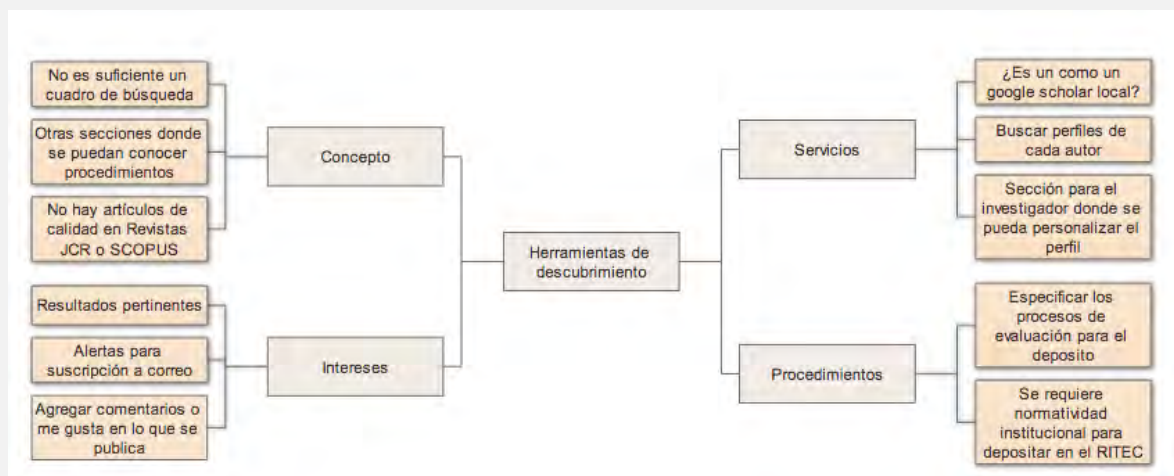 No es suficiente un
cuadro de búsqueda
Otras secciones donde
se puedan conocer
procedimientos
No hay artículos de
calidad en Revistas
JCR o SCOPUS
Concepto
Resultados pertinentes
Alertas para
suscripción a correo
Agregar comentarios o
me gusta en lo que se
publica
Intereses
Herramientas de
descubrimiento
Servicios
¿Es un como un
google scholar local?
Buscar perfiles de
cada autor
Sección para el
investigador donde se
pueda personalizar el
perfil
Procedimientos
Especificar los
procesos de
evaluación para el
deposito
Se requiere
normatividad
institucional para
depositar en el RITEC